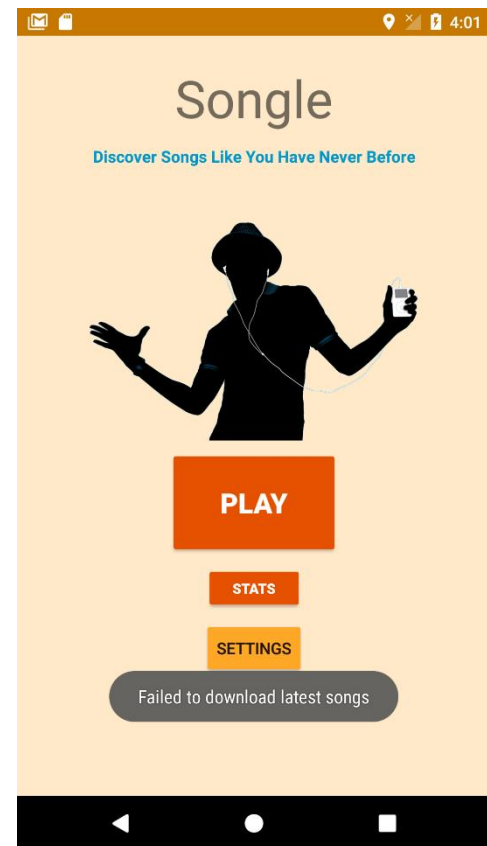 4:01
Songle
Discover Songs Like You Have Never Before
PLAY
STATS
SETTINGS
Failed to download latest songs